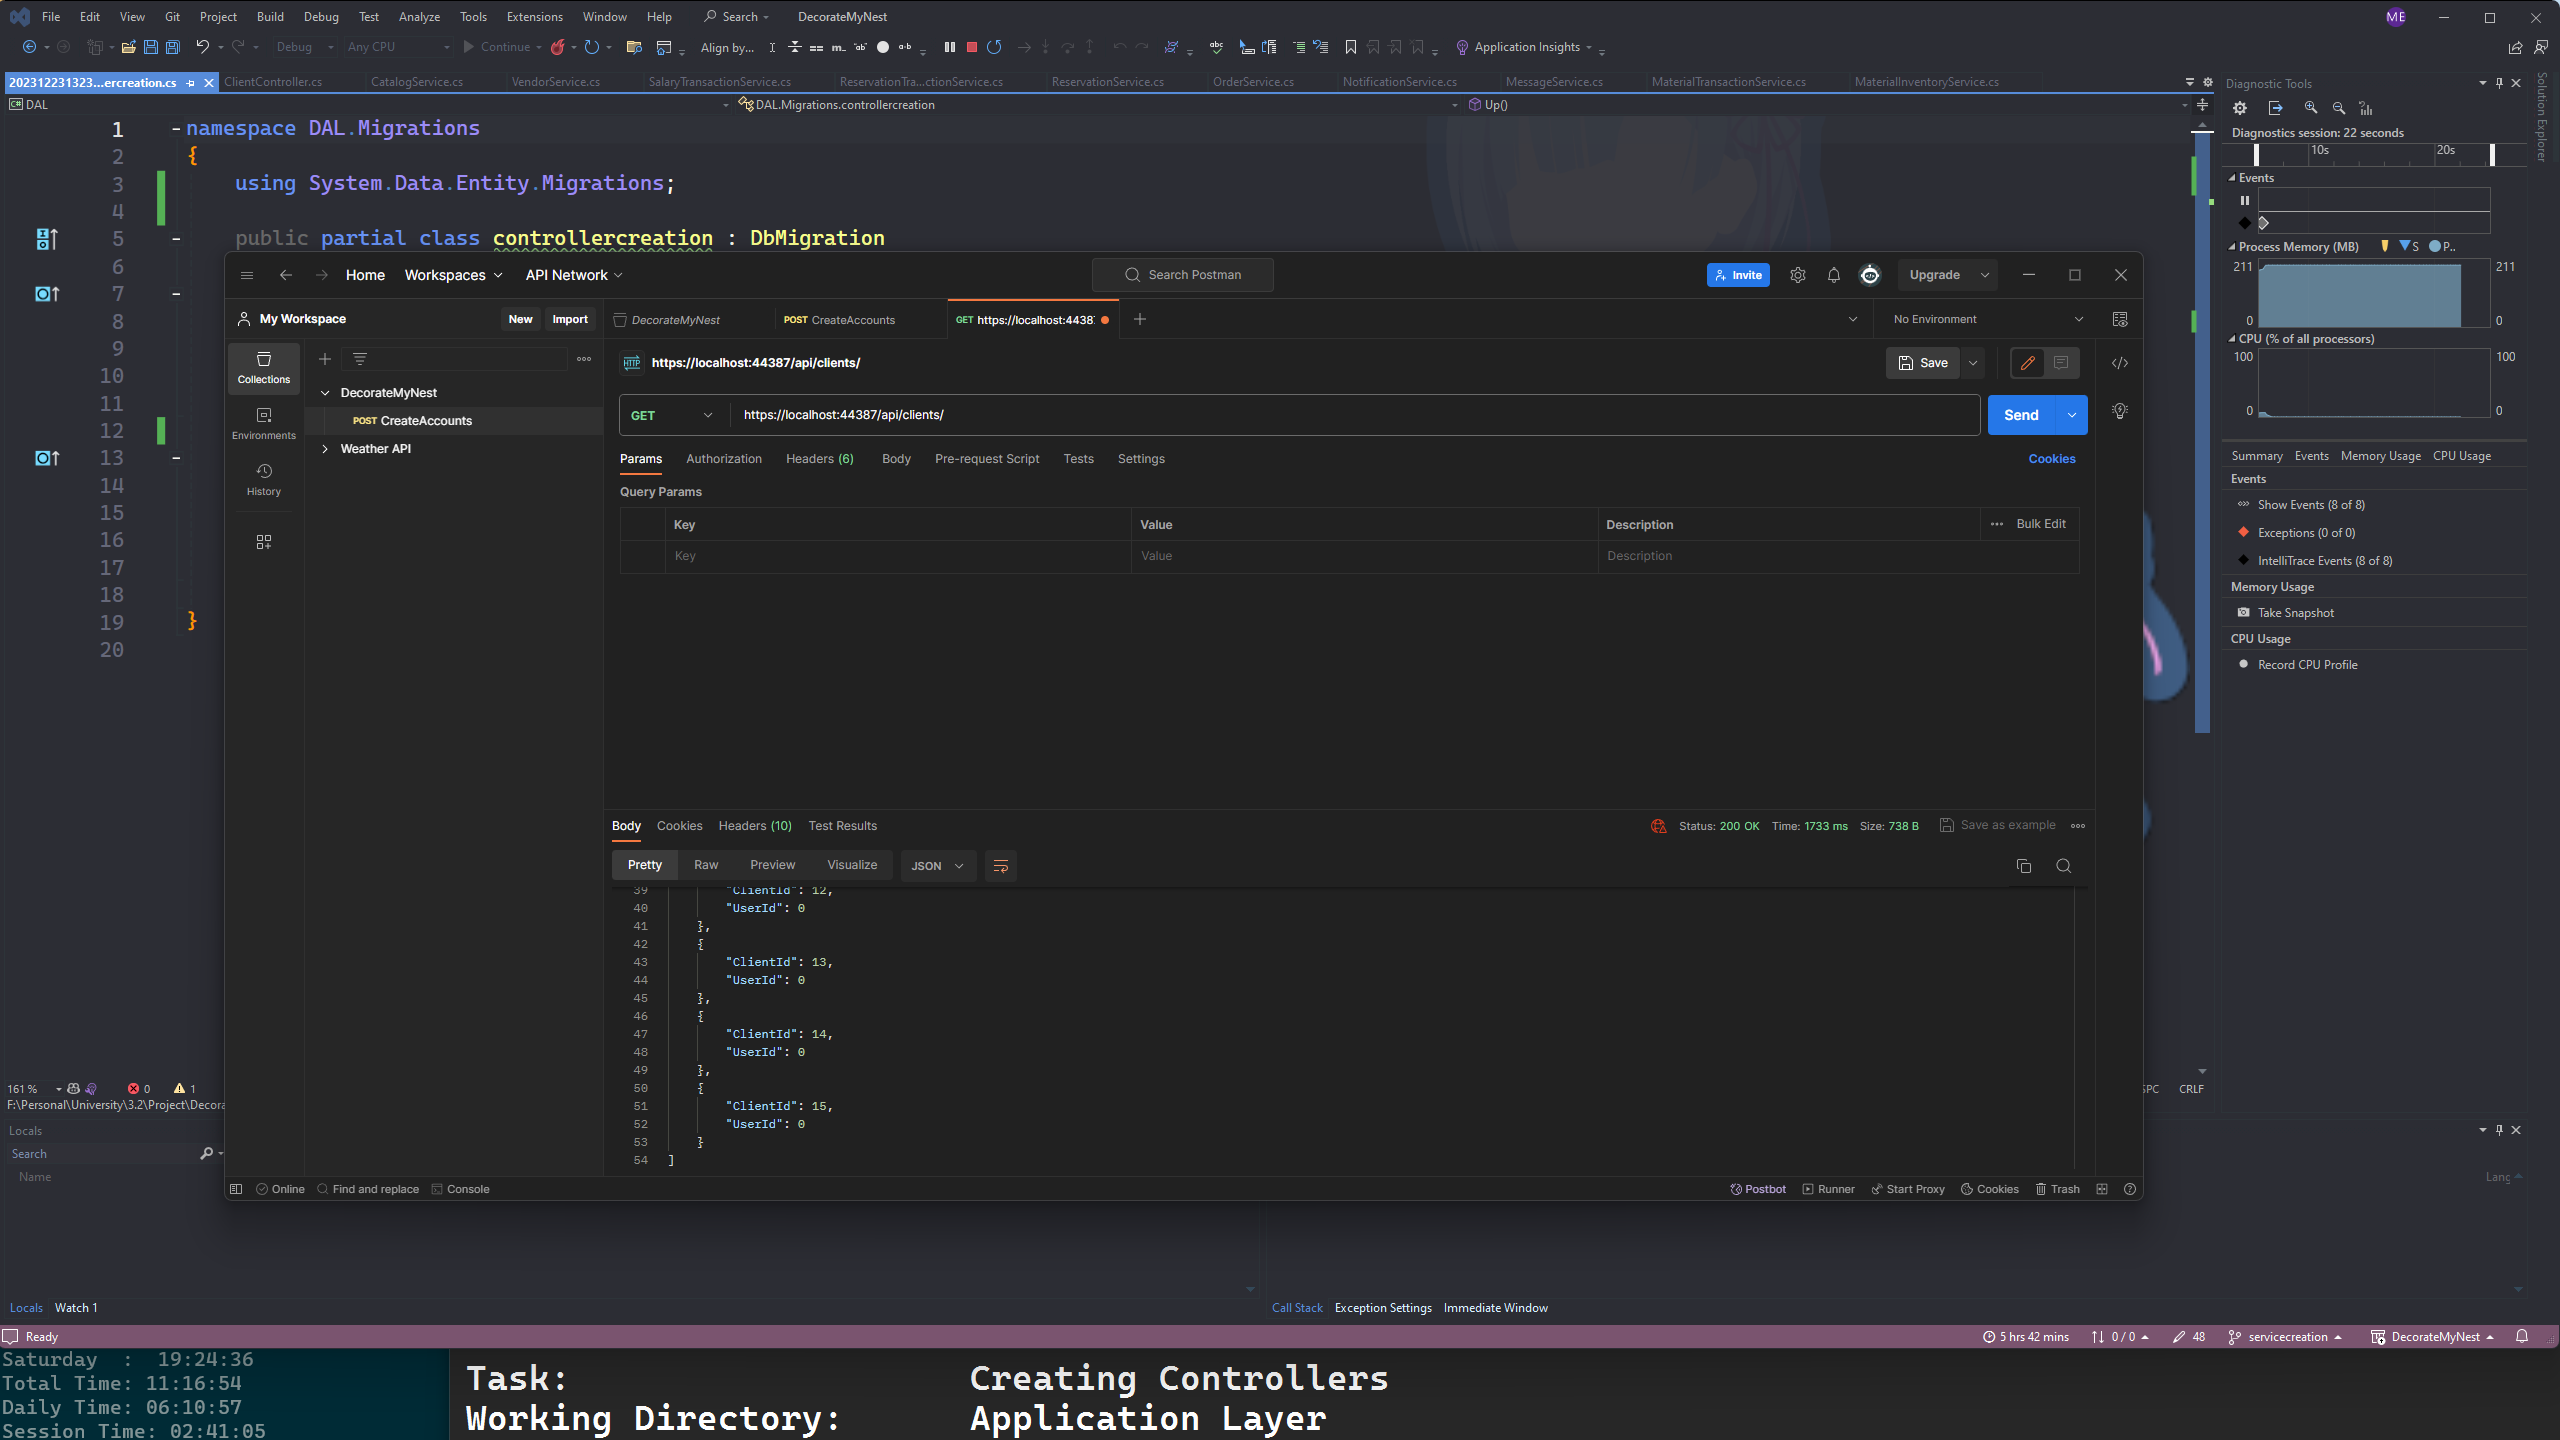 File Edit View Git Project Build Debug Test Analyze Tools Extensions Window Help Search DecorateMyNest ME
Debug Any CPU Continue Align by... Application Insights
202312231323...ercreation.cs ClientController.cs CatalogService.cs VendorService.cs SalaryTransactionService.cs ReservationTra...ctionService.cs ReservationService.cs OrderService.cs NotificationService.cs MessageService.cs MaterialTransactionService.cs MaterialInventoryService.cs
DAL DAL.Migrations.controllercreation Up()
1 namespace DAL.Migrations
2 {
3 using System.Data.Entity.Migrations;
4
5 public partial class controllercreation : DbMigration
6
7
8
9
10
11
12
13
14
15
16
17
18
19 }
20
Home Workspaces API Network Search Postman Invite Upgrade
My Workspace New Import
DecorateMyNest POST CreateAccounts GET https://localhost:4438 No Environment
Collections
Environments
History
DecorateMyNest
POST CreateAccounts
Weather API
HTTP https://localhost:44387/api/clients/ Save
GET https://localhost:44387/api/clients/ Send
Params Authorization Headers (6) Body Pre-request Script Tests Settings Cookies
Query Params
Key Value Description Bulk Edit
Key Value Description
Body Cookies Headers (10) Test Results Status: 200 OK Time: 1733 ms Size: 738 B Save as example
Pretty Raw Preview Visualize JSON
39 "ClientId": 12,
40 "UserId": 0
41 },
42 {
43 "ClientId": 13,
44 "UserId": 0
45 },
46 {
47 "ClientId": 14,
48 "UserId": 0
49 },
50 {
51 "ClientId": 15,
52 "UserId": 0
53 }
54 ]
Online Find and replace Console Postbot Runner Start Proxy Cookies Trash
Diagnostic Tools
Solution Explorer
Diagnostics session: 22 seconds
10s 20s
Events
Process Memory (MB) S P..
211 211
0 0
CPU (% of all processors)
100 100
0 0
Summary Events Memory Usage CPU Usage
Events
Show Events (8 of 8)
Exceptions (0 of 0)
IntelliTrace Events (8 of 8)
Memory Usage
Take Snapshot
CPU Usage
Record CPU Profile
161 % 0 1 SPC CRLF
F:\Personal\University\3.2\Project\Decora
Locals
Search
Name Lang
Locals Watch 1 Call Stack Exception Settings Immediate Window
Ready 5 hrs 42 mins 0 / 0 48 servicecreation DecorateMyNest
Saturday : 19:24:36
Total Time: 11:16:54
Daily Time: 06:10:57
Session Time: 02:41:05
Task: Creating Controllers
Working Directory: Application Layer